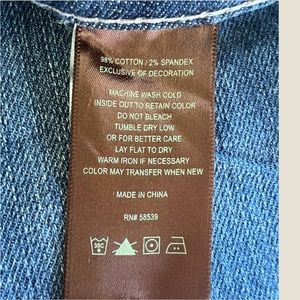 98% COTTON / 2% SPANDEX
EXCLUSIVE OF DECORATION
MACHINE WASH COLD
INSIDE OUT TO RETAIN COLOR
DO NOT BLEACH
TUMBLE DRY LOW
OR FOR BETTER CARE
LAY FLAT TO DRY
WARM IRON IF NECESSARY
COLOR MAY TRANSFER WHEN NEW
MADE IN CHINA
RN# 58539